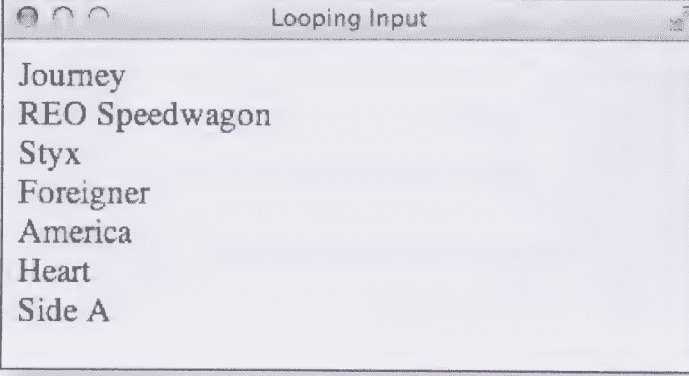 Looping Input
Journey
REO Speedwagon
Styx
Foreigner
America
Heart
Side A